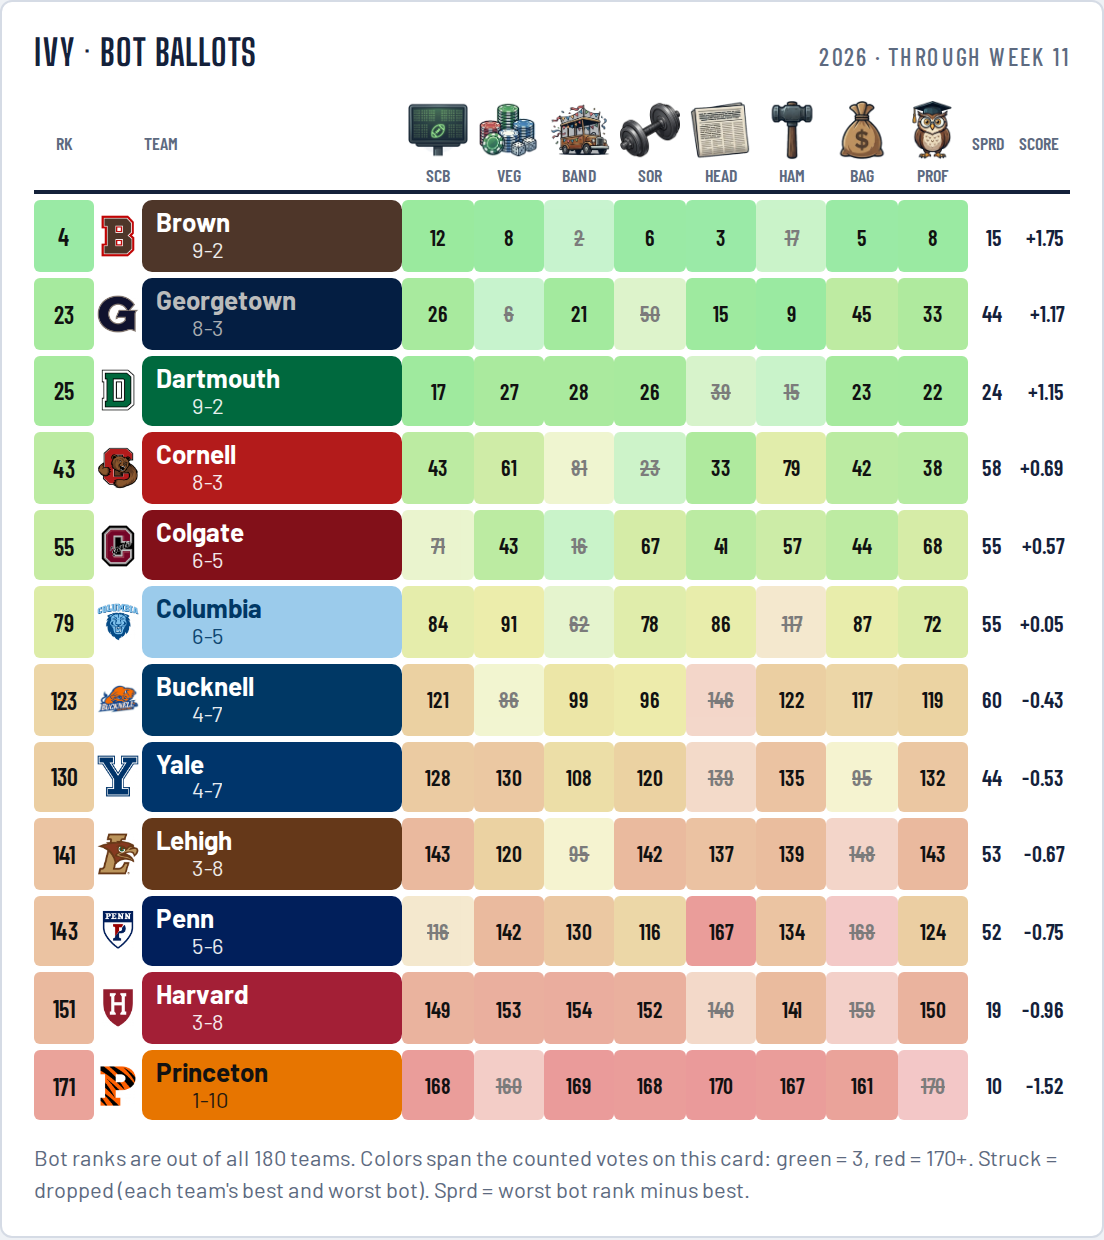 IVY · BOT BALLOTS
2026 · THROUGH WEEK 11
RK TEAM SCB VEG BAND SOR HEAD HAM BAG PROF SPRD SCORE
4 Brown 9-2 12 8 2 6 3 17 5 8 15 +1.75
23 Georgetown 8-3 26 6 21 50 15 9 45 33 44 +1.17
25 Dartmouth 9-2 17 27 28 26 39 15 23 22 24 +1.15
43 Cornell 8-3 43 61 81 23 33 79 42 38 58 +0.69
55 Colgate 6-5 71 43 16 67 41 57 44 68 55 +0.57
COLUMBIA
79 Columbia 6-5 84 91 62 78 86 117 87 72 55 +0.05
BUCKNELL
123 Bucknell 4-7 121 86 99 96 146 122 117 119 60 -0.43
130 Yale 4-7 128 130 108 120 139 135 95 132 44 -0.53
141 Lehigh 3-8 143 120 95 142 137 139 148 143 53 -0.67
PENN
143 Penn 5-6 116 142 130 116 167 134 168 124 52 -0.75
151 Harvard 3-8 149 153 154 152 140 141 159 150 19 -0.96
171 Princeton 1-10 168 160 169 168 170 167 161 170 10 -1.52
Bot ranks are out of all 180 teams. Colors span the counted votes on this card: green = 3, red = 170+. Struck =
dropped (each team's best and worst bot). Sprd = worst bot rank minus best.